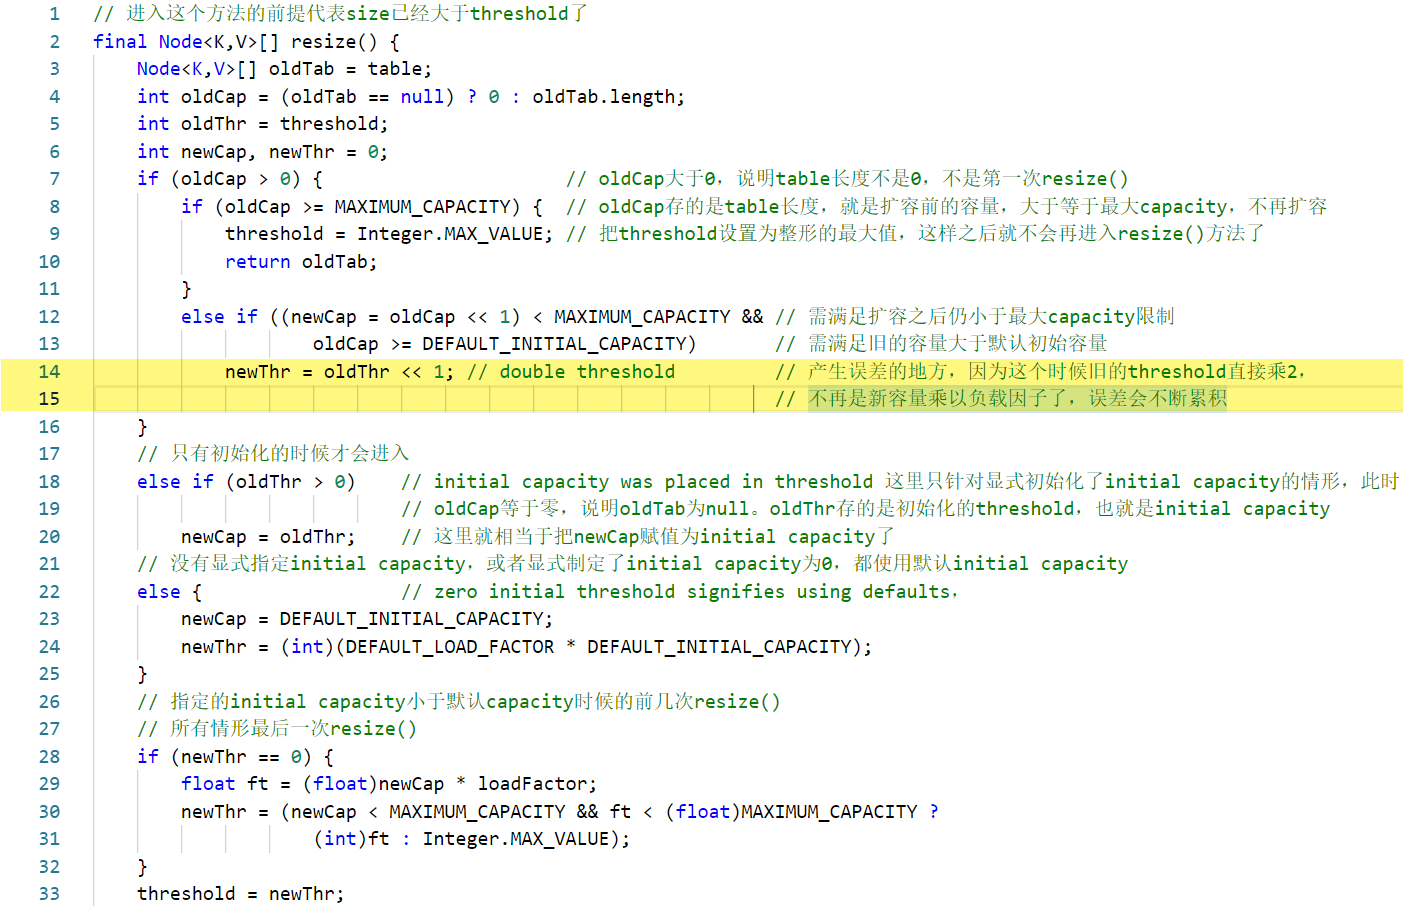 1 // 进入这个方法的前提代表size已经大于threshold了
2 final Node<K,V>[] resize() {
3 Node<K,V>[] oldTab = table;
4 int oldCap = (oldTab == null) ? 0 : oldTab.length;
5 int oldThr = threshold;
6 int newCap, newThr = 0;
7 if (oldCap > 0) { // oldCap大于0，说明table长度不是0，不是第一次resize()
8 if (oldCap >= MAXIMUM_CAPACITY) { // oldCap存的是table长度，就是扩容前的容量，大于等于最大capacity，不再扩容
9 threshold = Integer.MAX_VALUE; // 把threshold设置为整形的最大值，这样之后就不会再进入resize()方法了
10 return oldTab;
11 }
12 else if ((newCap = oldCap << 1) < MAXIMUM_CAPACITY && // 需满足扩容之后仍小于最大capacity限制
13 oldCap >= DEFAULT_INITIAL_CAPACITY) // 需满足旧的容量大于默认初始容量
14 newThr = oldThr << 1; // double threshold // 产生误差的地方，因为这个时候旧的threshold直接乘2，
15 // 不再是新容量乘以负载因子了，误差会不断累积
16 }
17 // 只有初始化的时候才会进入
18 else if (oldThr > 0) // initial capacity was placed in threshold 这里只针对显式初始化了initial capacity的情形，此时
19 // oldCap等于零，说明oldTab为null。oldThr存的是初始化的threshold，也就是initial capacity
20 newCap = oldThr; // 这里就相当于把newCap赋值为initial capacity了
21 // 没有显式指定initial capacity，或者显式制定了initial capacity为0，都使用默认initial capacity
22 else { // zero initial threshold signifies using defaults，
23 newCap = DEFAULT_INITIAL_CAPACITY;
24 newThr = (int)(DEFAULT_LOAD_FACTOR * DEFAULT_INITIAL_CAPACITY);
25 }
26 // 指定的initial capacity小于默认capacity时候的前几次resize()
27 // 所有情形最后一次resize()
28 if (newThr == 0) {
29 float ft = (float)newCap * loadFactor;
30 newThr = (newCap < MAXIMUM_CAPACITY && ft < (float)MAXIMUM_CAPACITY ?
31 (int)ft : Integer.MAX_VALUE);
32 }
33 threshold = newThr;